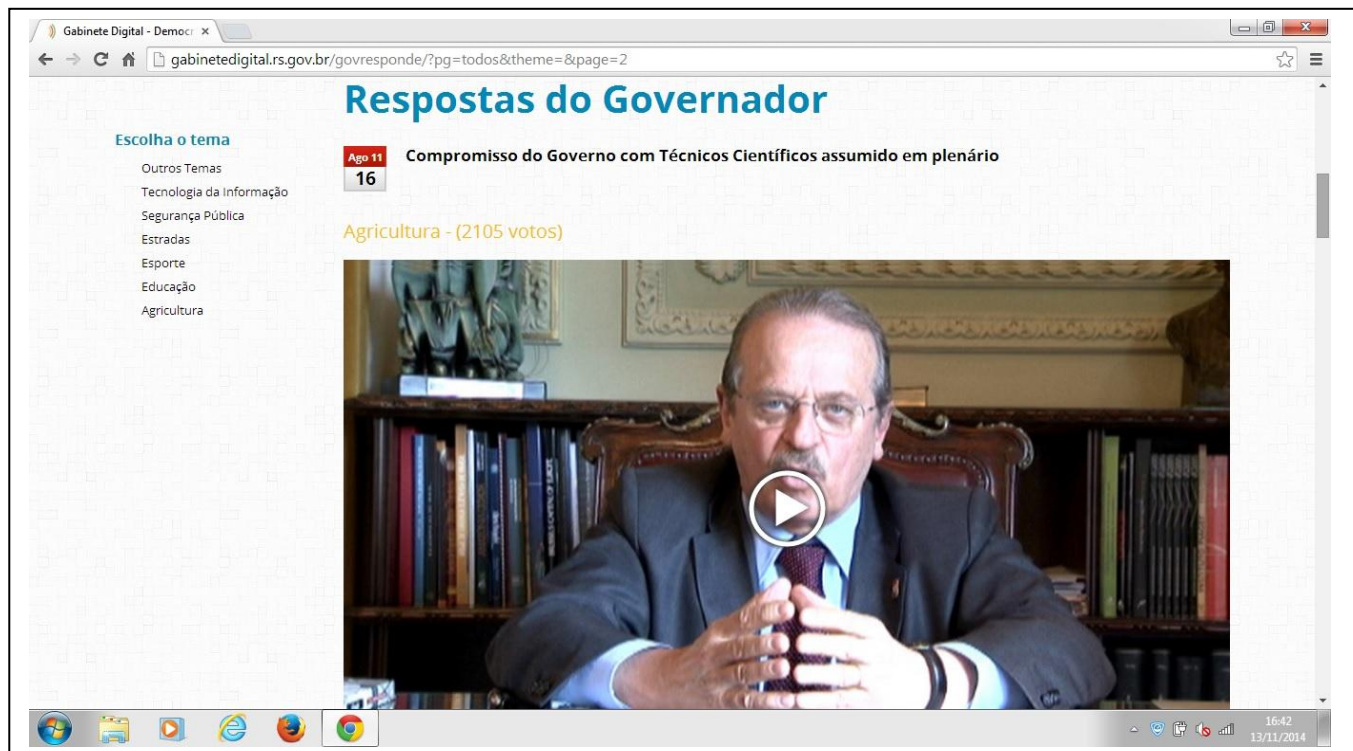 Gabinete Digital - Democr
gabinetedigital.rs.gov.br/govresponde/?pg=todos&theme=&page=2
Respostas do Governador
Escolha o tema
Outros Temas
Tecnologia da Informação
Segurança Pública
Estradas
Esporte
Educação
Agricultura
Ago 11
16
Compromisso do Governo com Técnicos Científicos assumido em plenário
Agricultura - (2105 votos)
16:42
13/11/2014